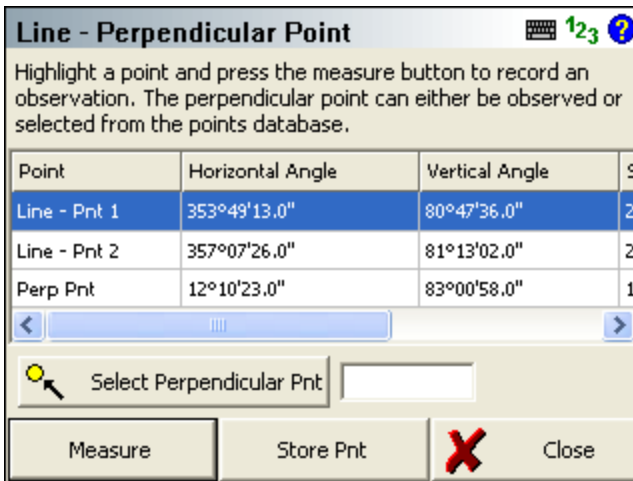 Line - Perpendicular Point 123 ?
Highlight a point and press the measure button to record an
observation. The perpendicular point can either be observed or
selected from the points database.
Point Horizontal Angle Vertical Angle S
Line - Pnt 1 353°49'13.0" 80°47'36.0" 2
Line - Pnt 2 357°07'26.0" 81°13'02.0" 2
Perp Pnt 12°10'23.0" 83°00'58.0" 1
Select Perpendicular Pnt
Measure Store Pnt Close